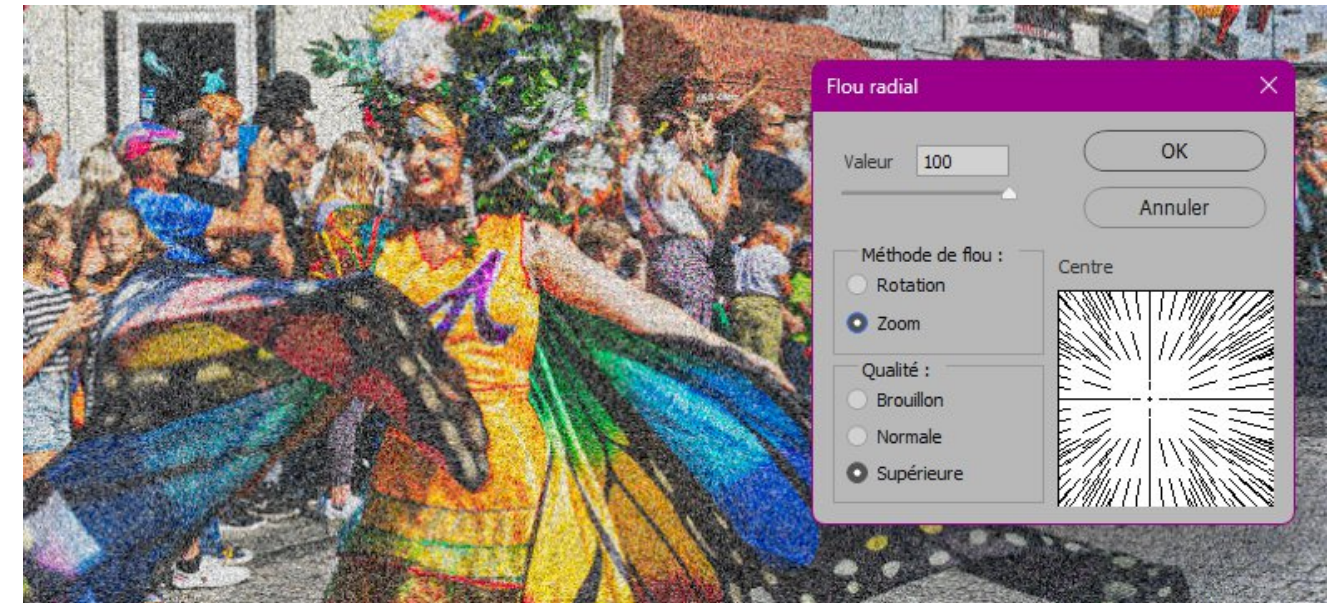 Flou radial
Valeur 100
OK
Annuler
Méthode de flou :
Rotation
Zoom
Centre
Qualité :
Brouillon
Normale
Supérieure